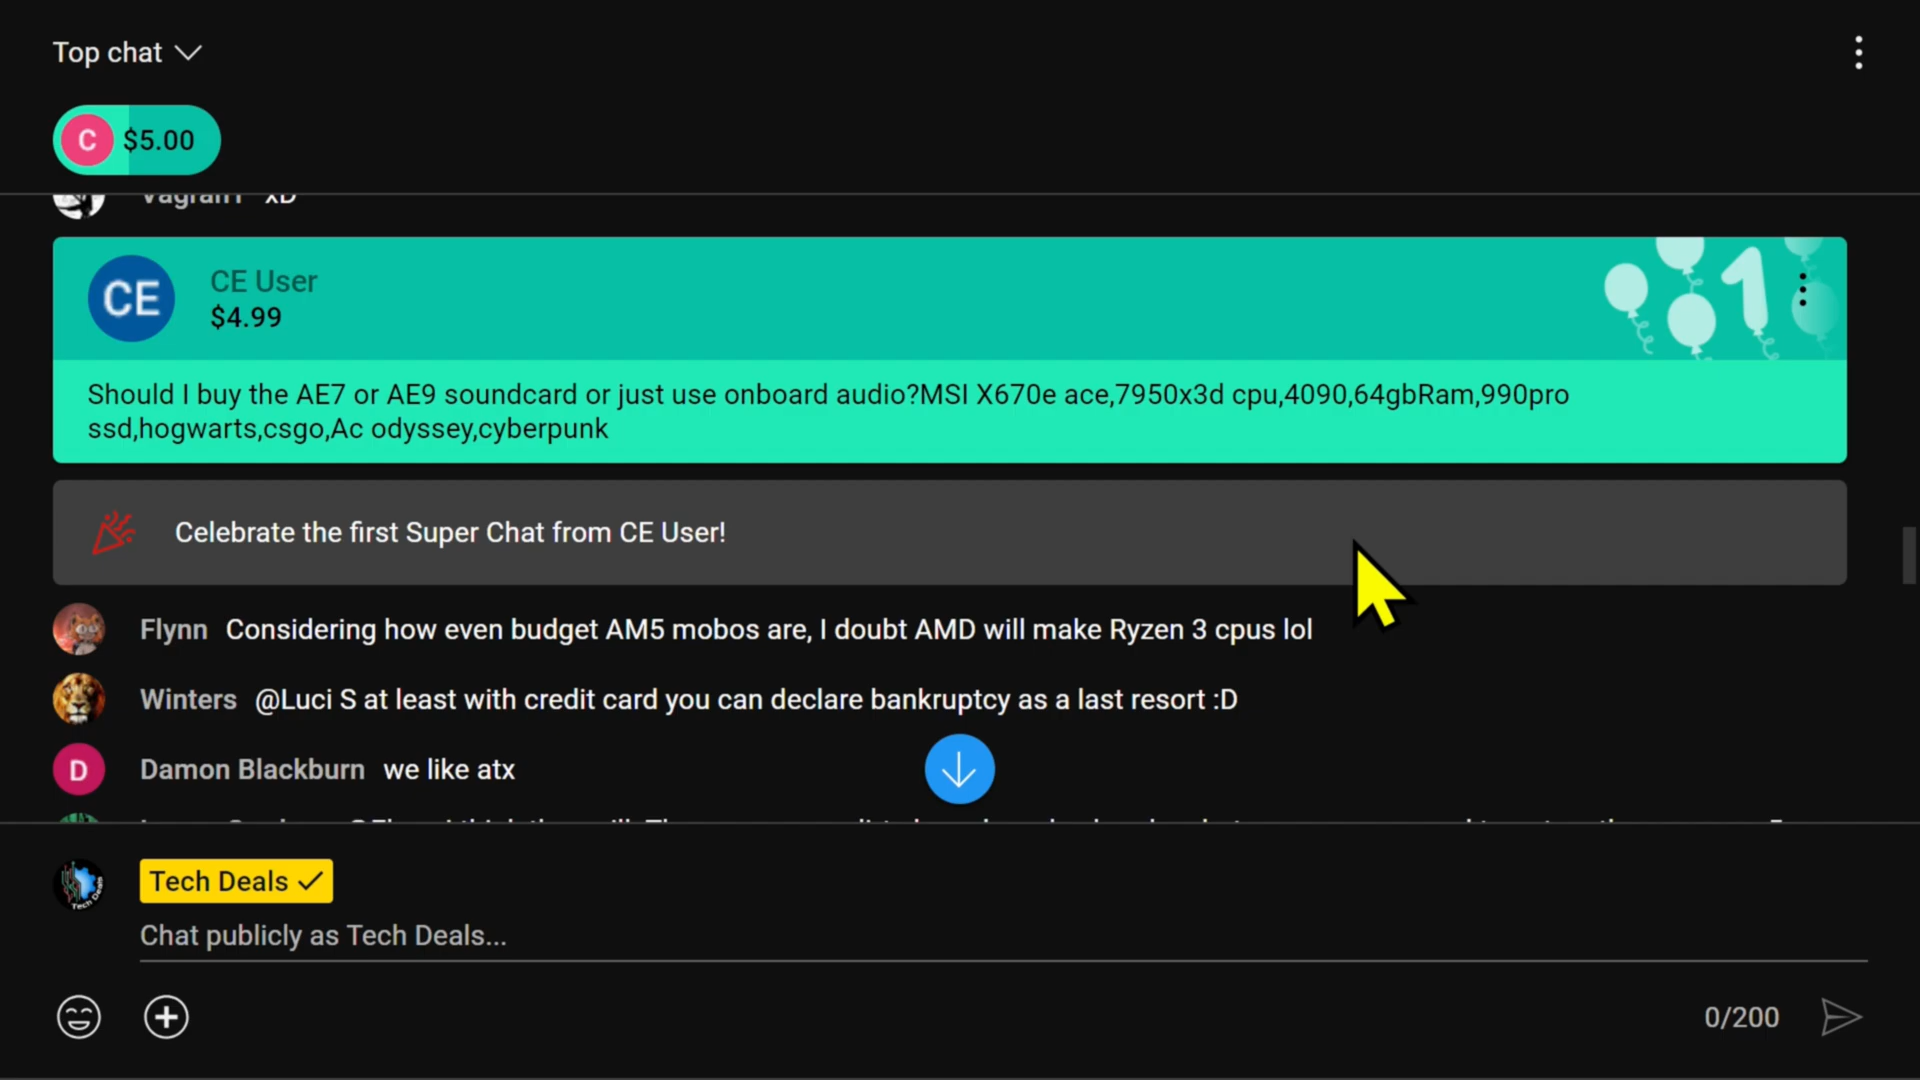 Top chat
C $5.00
xD
CE CE User
$4.99
Should I buy the AE7 or AE9 soundcard or just use onboard audio?MSI X670e ace,7950x3d cpu,4090,64gbRam,990pro
ssd,hogwarts,csgo,Ac odyssey,cyberpunk
Celebrate the first Super Chat from CE User!
Flynn Considering how even budget AM5 mobos are, I doubt AMD will make Ryzen 3 cpus lol
Winters @Luci S at least with credit card you can declare bankruptcy as a last resort :D
D Damon Blackburn we like atx
Tech Deals
Chat publicly as Tech Deals...
0/200